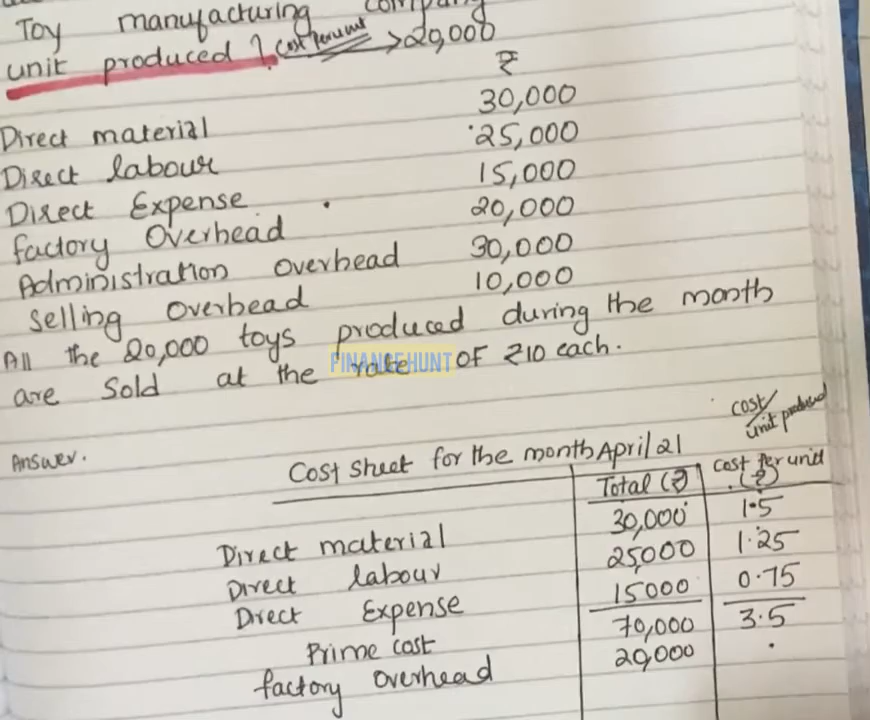 Toy manufacturing company
unit produced ? cost per unit → 20,000
₹
Direct material 30,000
Direct labour 25,000
Direct Expense 15,000
factory Overhead 20,000
Administration overhead 30,000
Selling Overhead 10,000
All the 20,000 toys produced during the month
are Sold at the rate OF ₹10 each.
FINANCEHUNT
Answer.
cost/unit produced
Cost Sheet for the month April 21
Total (₹) Cost per unit (₹)
Direct material 30,000 1.5
Direct labour 25000 1.25
Direct Expense 15000 0.75
Prime cost 70,000 3.5
factory overhead 20,000